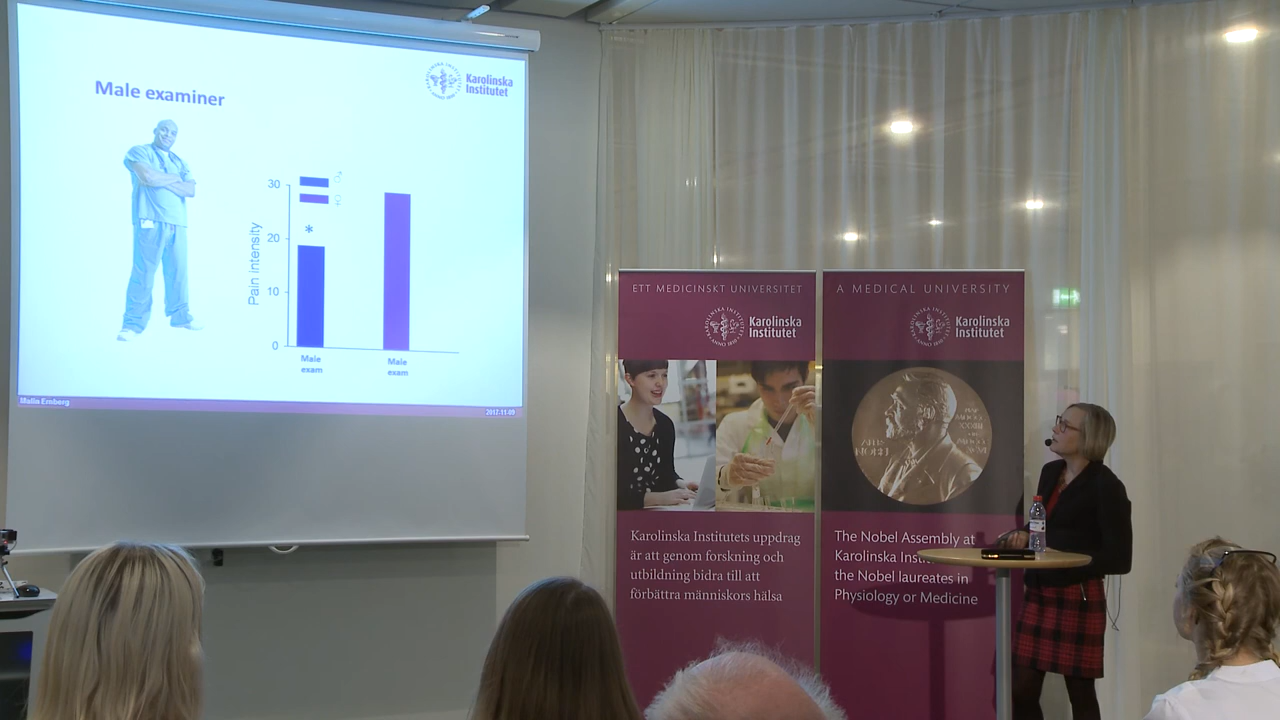 Male examiner
Karolinska
Institutet
30
20
10
0
Pain intensity
*
Male
exam
Male
exam
Malin Ernberg
2017-11-09
ETT MEDICINSKT UNIVERSITET
Karolinska
Institutet
Karolinska Institutets uppdrag
är att genom forskning och
utbildning bidra till att
förbättra människors hälsa
A MEDICAL UNIVERSITY
Karolinska
Institutet
The Nobel Assembly at
Karolinska
the Nobel laureates in
Physiology or Medicine